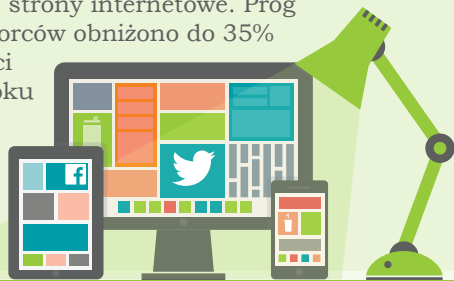 strony internetowe. Próg
orców obniżono do 35%
ci
oku
f